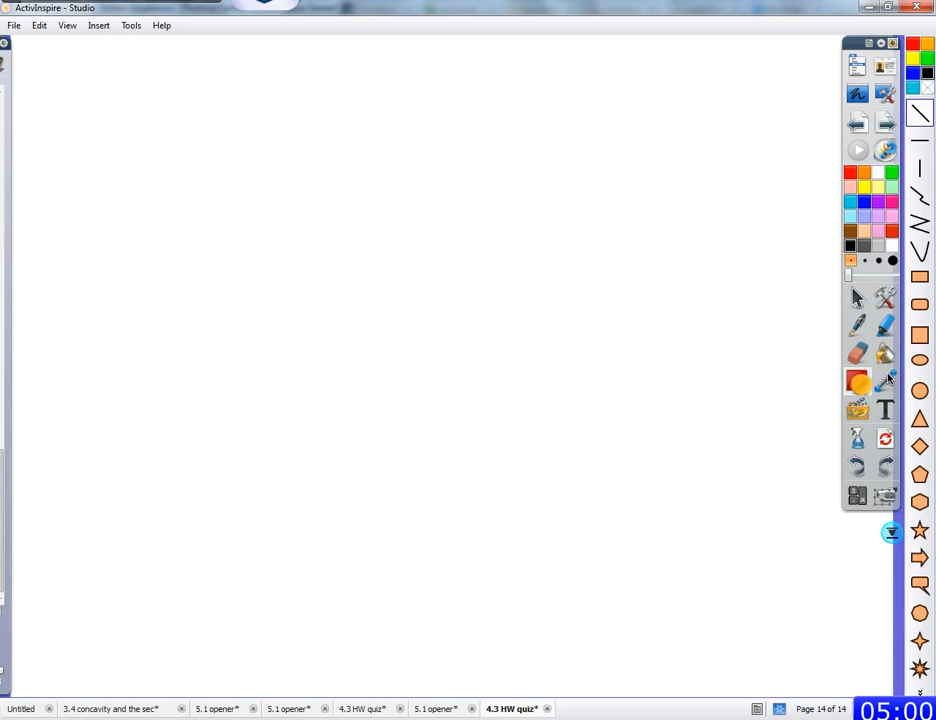 ActivInspire - Studio
File Edit View Insert Tools Help
T
Untitled 3.4 concavity and the sec* 5.1 opener* 5.1 opener* 4.3 HW quiz* 5.1 opener* 4.3 HW quiz* Page 14 of 14
05:00